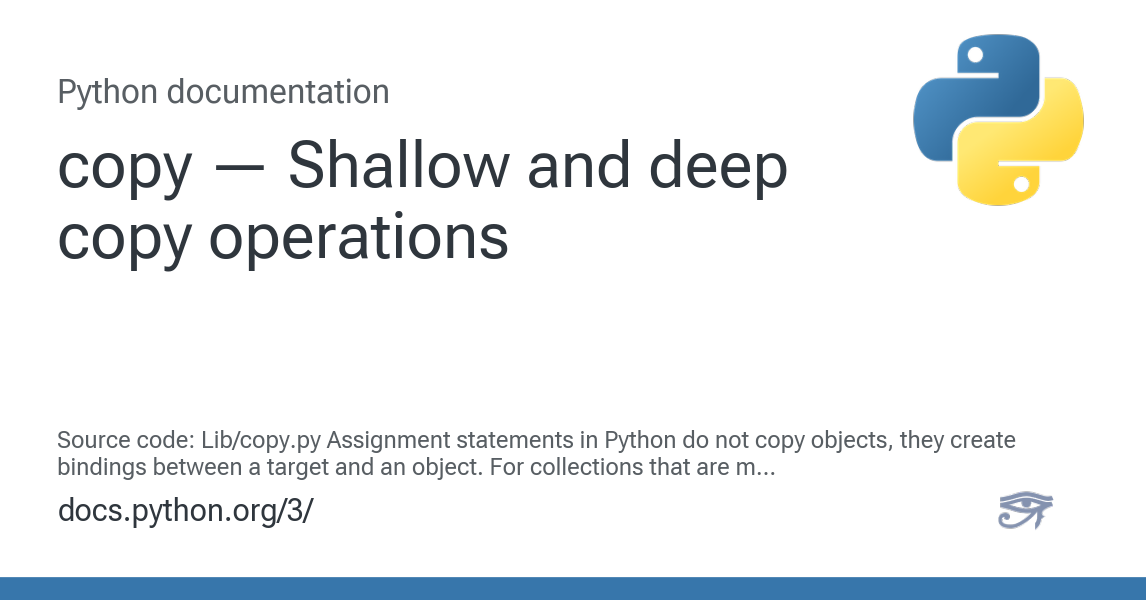 Python documentation
copy — Shallow and deep
copy operations
Source code: Lib/copy.py Assignment statements in Python do not copy objects, they create
bindings between a target and an object. For collections that are m...
docs.python.org/3/